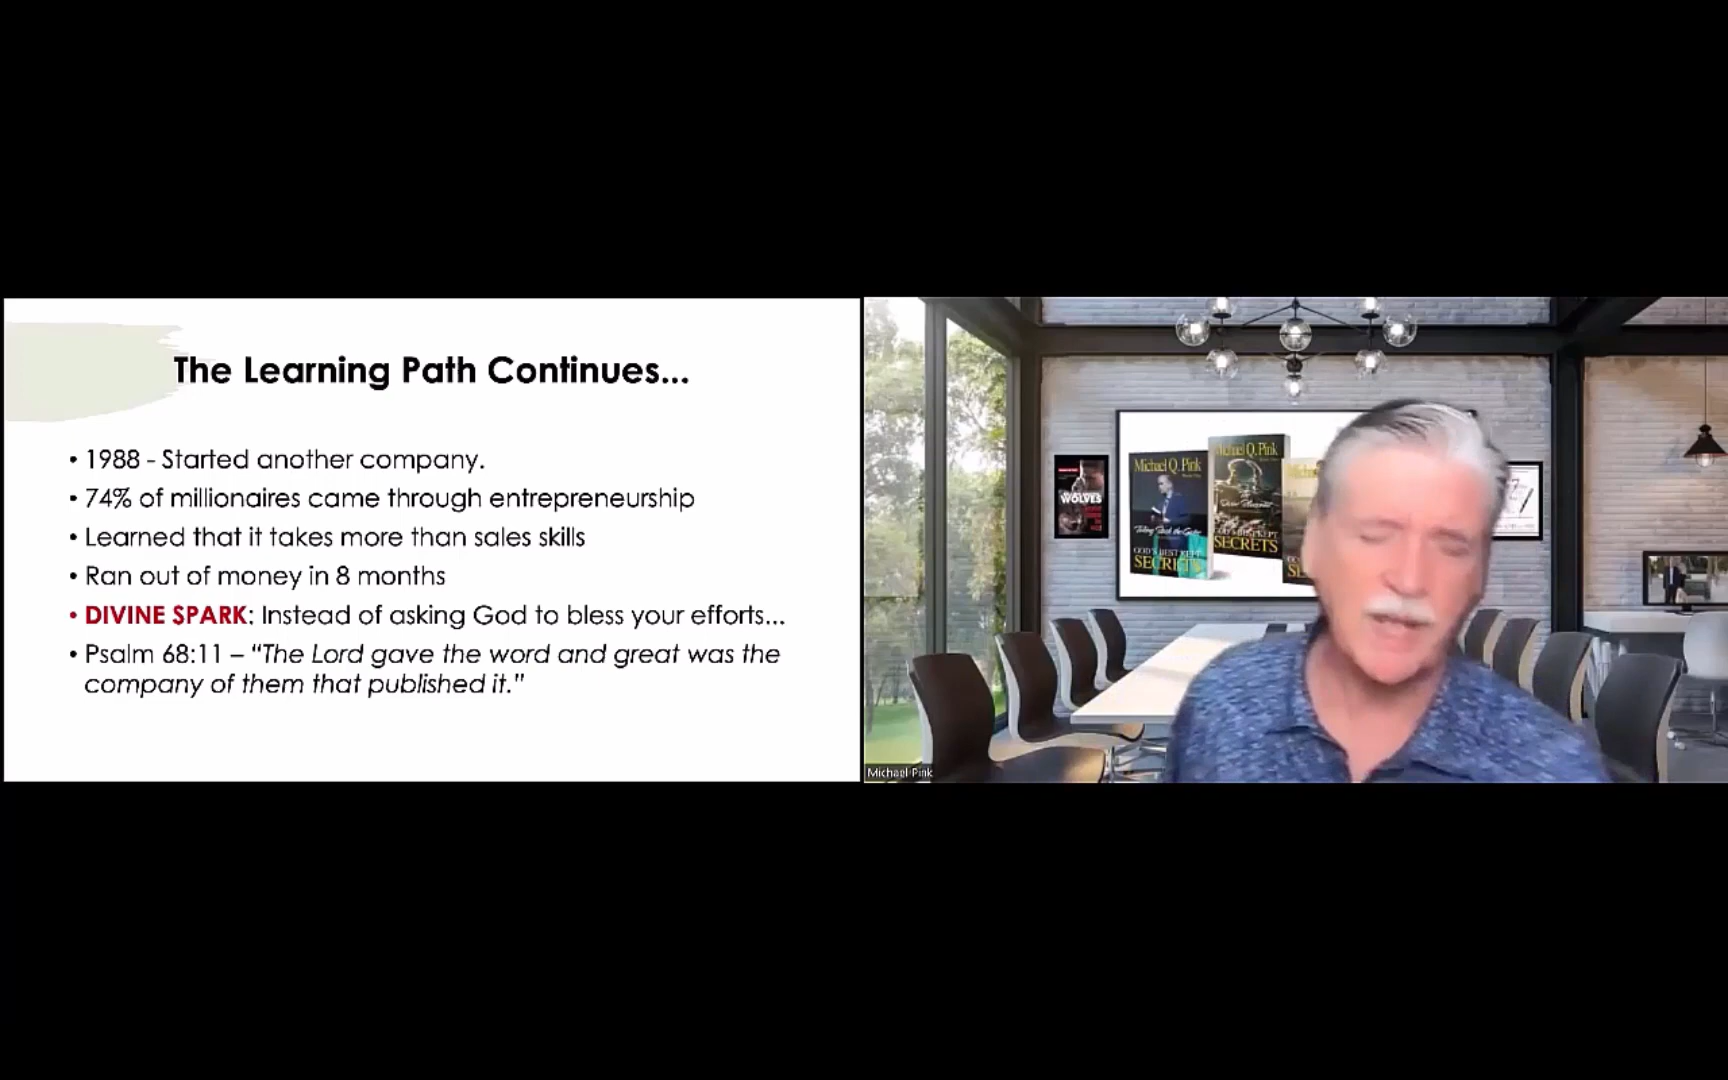 The Learning Path Continues...
• 1988 - Started another company.
• 74% of millionaires came through entrepreneurship
• Learned that it takes more than sales skills
• Ran out of money in 8 months
• DIVINE SPARK: Instead of asking God to bless your efforts...
• Psalm 68:11 – “The Lord gave the word and great was the
company of them that published it.”
WOLVES
Michael Q. Pink
GOD'S BEST KEPT
SECRETS
Michael Q. Pink
SECRETS
Michael Pink